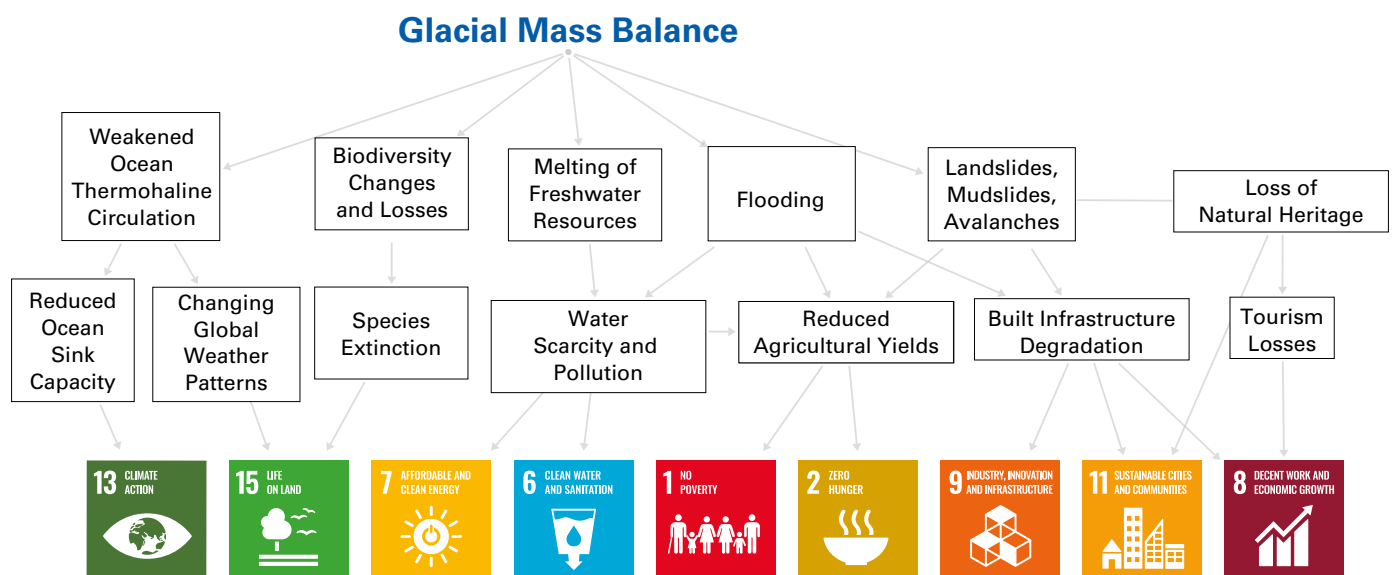 Glacial Mass Balance
Weakened
Ocean
Thermohaline
Circulation
Biodiversity
Changes
and Losses
Melting of
Freshwater
Resources
Flooding
Landslides,
Mudslides,
Avalanches
Loss of
Natural Heritage
Reduced
Ocean
Sink
Capacity
Changing
Global
Weather
Patterns
Species
Extinction
Water
Scarcity and
Pollution
Reduced
Agricultural Yields
Built Infrastructure
Degradation
Tourism
Losses
13 CLIMATE
ACTION
15 LIFE
ON LAND
7 AFFORDABLE AND
CLEAN ENERGY
6 CLEAN WATER
AND SANITATION
1 NO
POVERTY
2 ZERO
HUNGER
9 INDUSTRY, INNOVATION
AND INFRASTRUCTURE
11 SUSTAINABLE CITIES
AND COMMUNITIES
8 DECENT WORK AND
ECONOMIC GROWTH